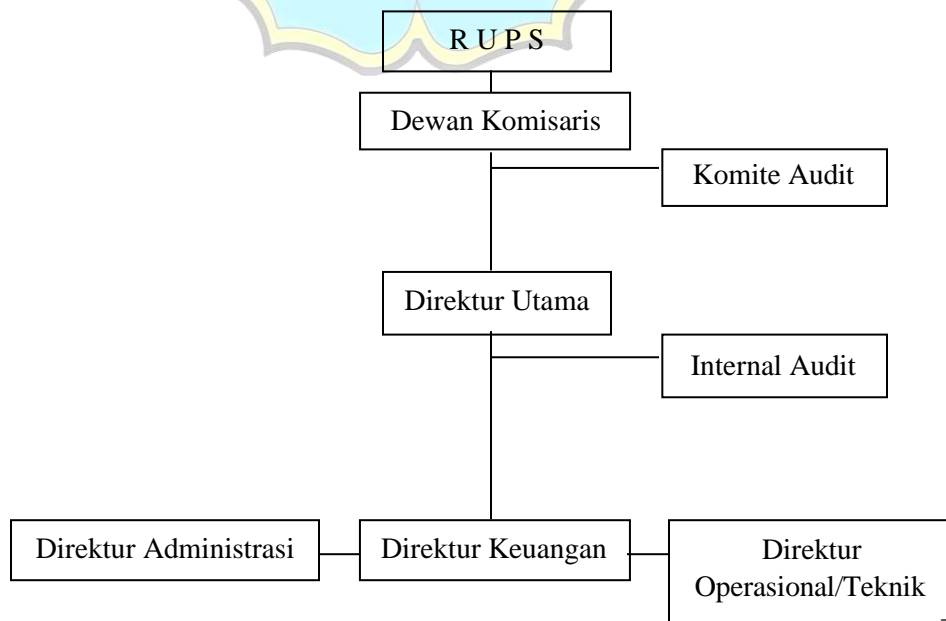 R U P S
Dewan Komisaris
Komite Audit
Direktur Utama
Internal Audit
Direktur Administrasi
Direktur Keuangan
Direktur
Operasional/Teknik